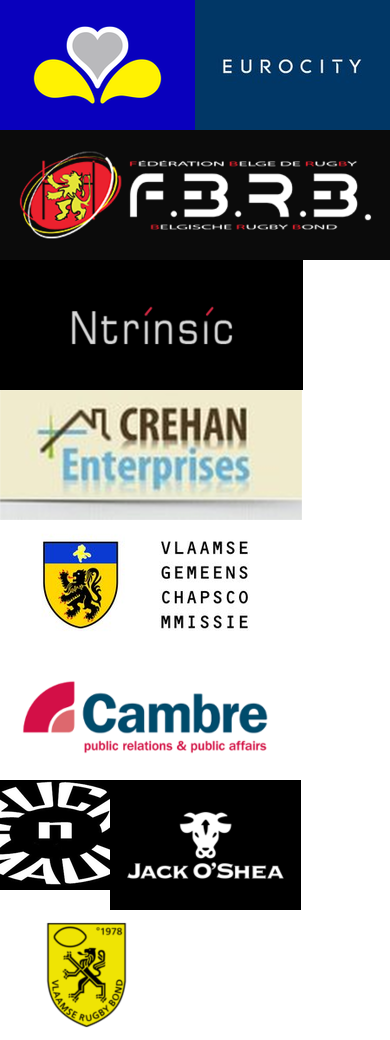 EUROCITY
FÉDÉRATION BELGE DE RUGBY
F.B.R.B.
BELGISCHE RUGBY BOND
Ntrínsíc
CREHAN
Enterprises
VLAAMSE
GEMEENS
CHAPSCO
MMISSIE
Cambre
public relations & public affairs
n
JACK O'SHEA
°1978
VLAAMSE RUGBY BOND